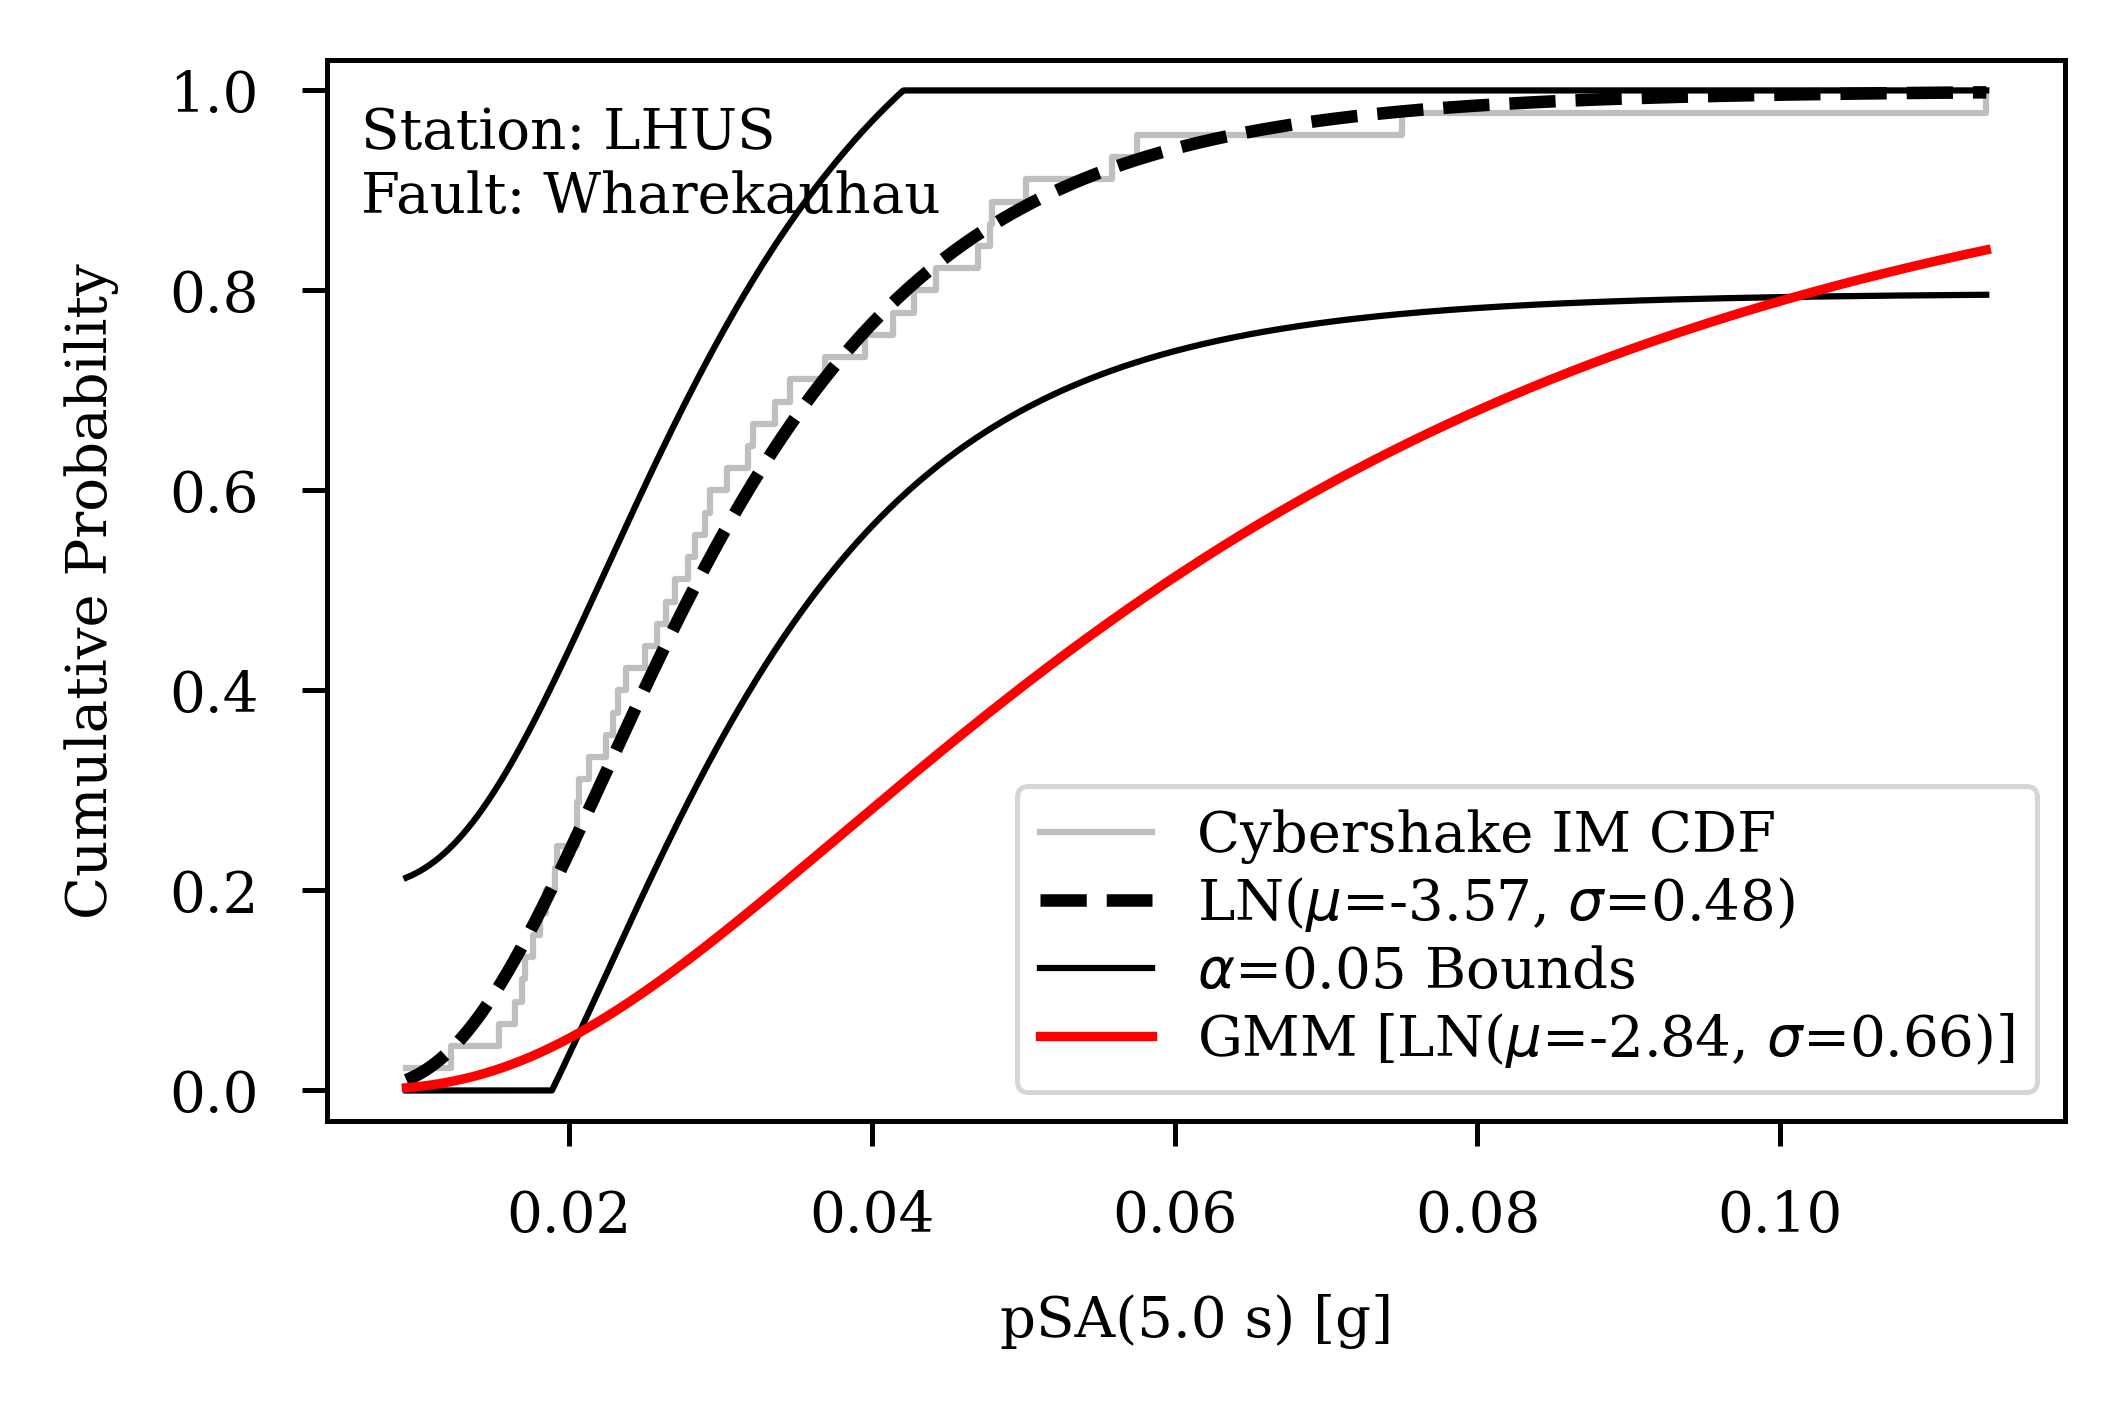 Station: LHUS
Fault: Wharekauhau
Cumulative Probability
1.0
0.8
0.6
0.4
0.2
0.0
Cybershake IM CDF
LN(μ=-3.57, σ=0.48)
α=0.05 Bounds
GMM [LN(μ=-2.84, σ=0.66)]
0.02 0.04 0.06 0.08 0.10
pSA(5.0 s) [g]